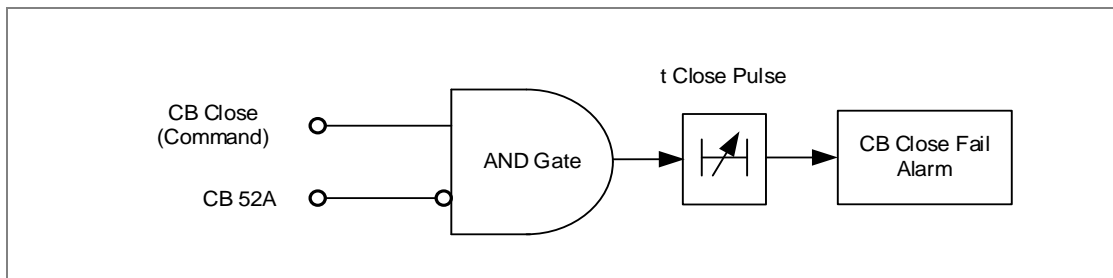 t Close Pulse
CB Close
(Command)
AND Gate
CB Close Fail
Alarm
CB 52A